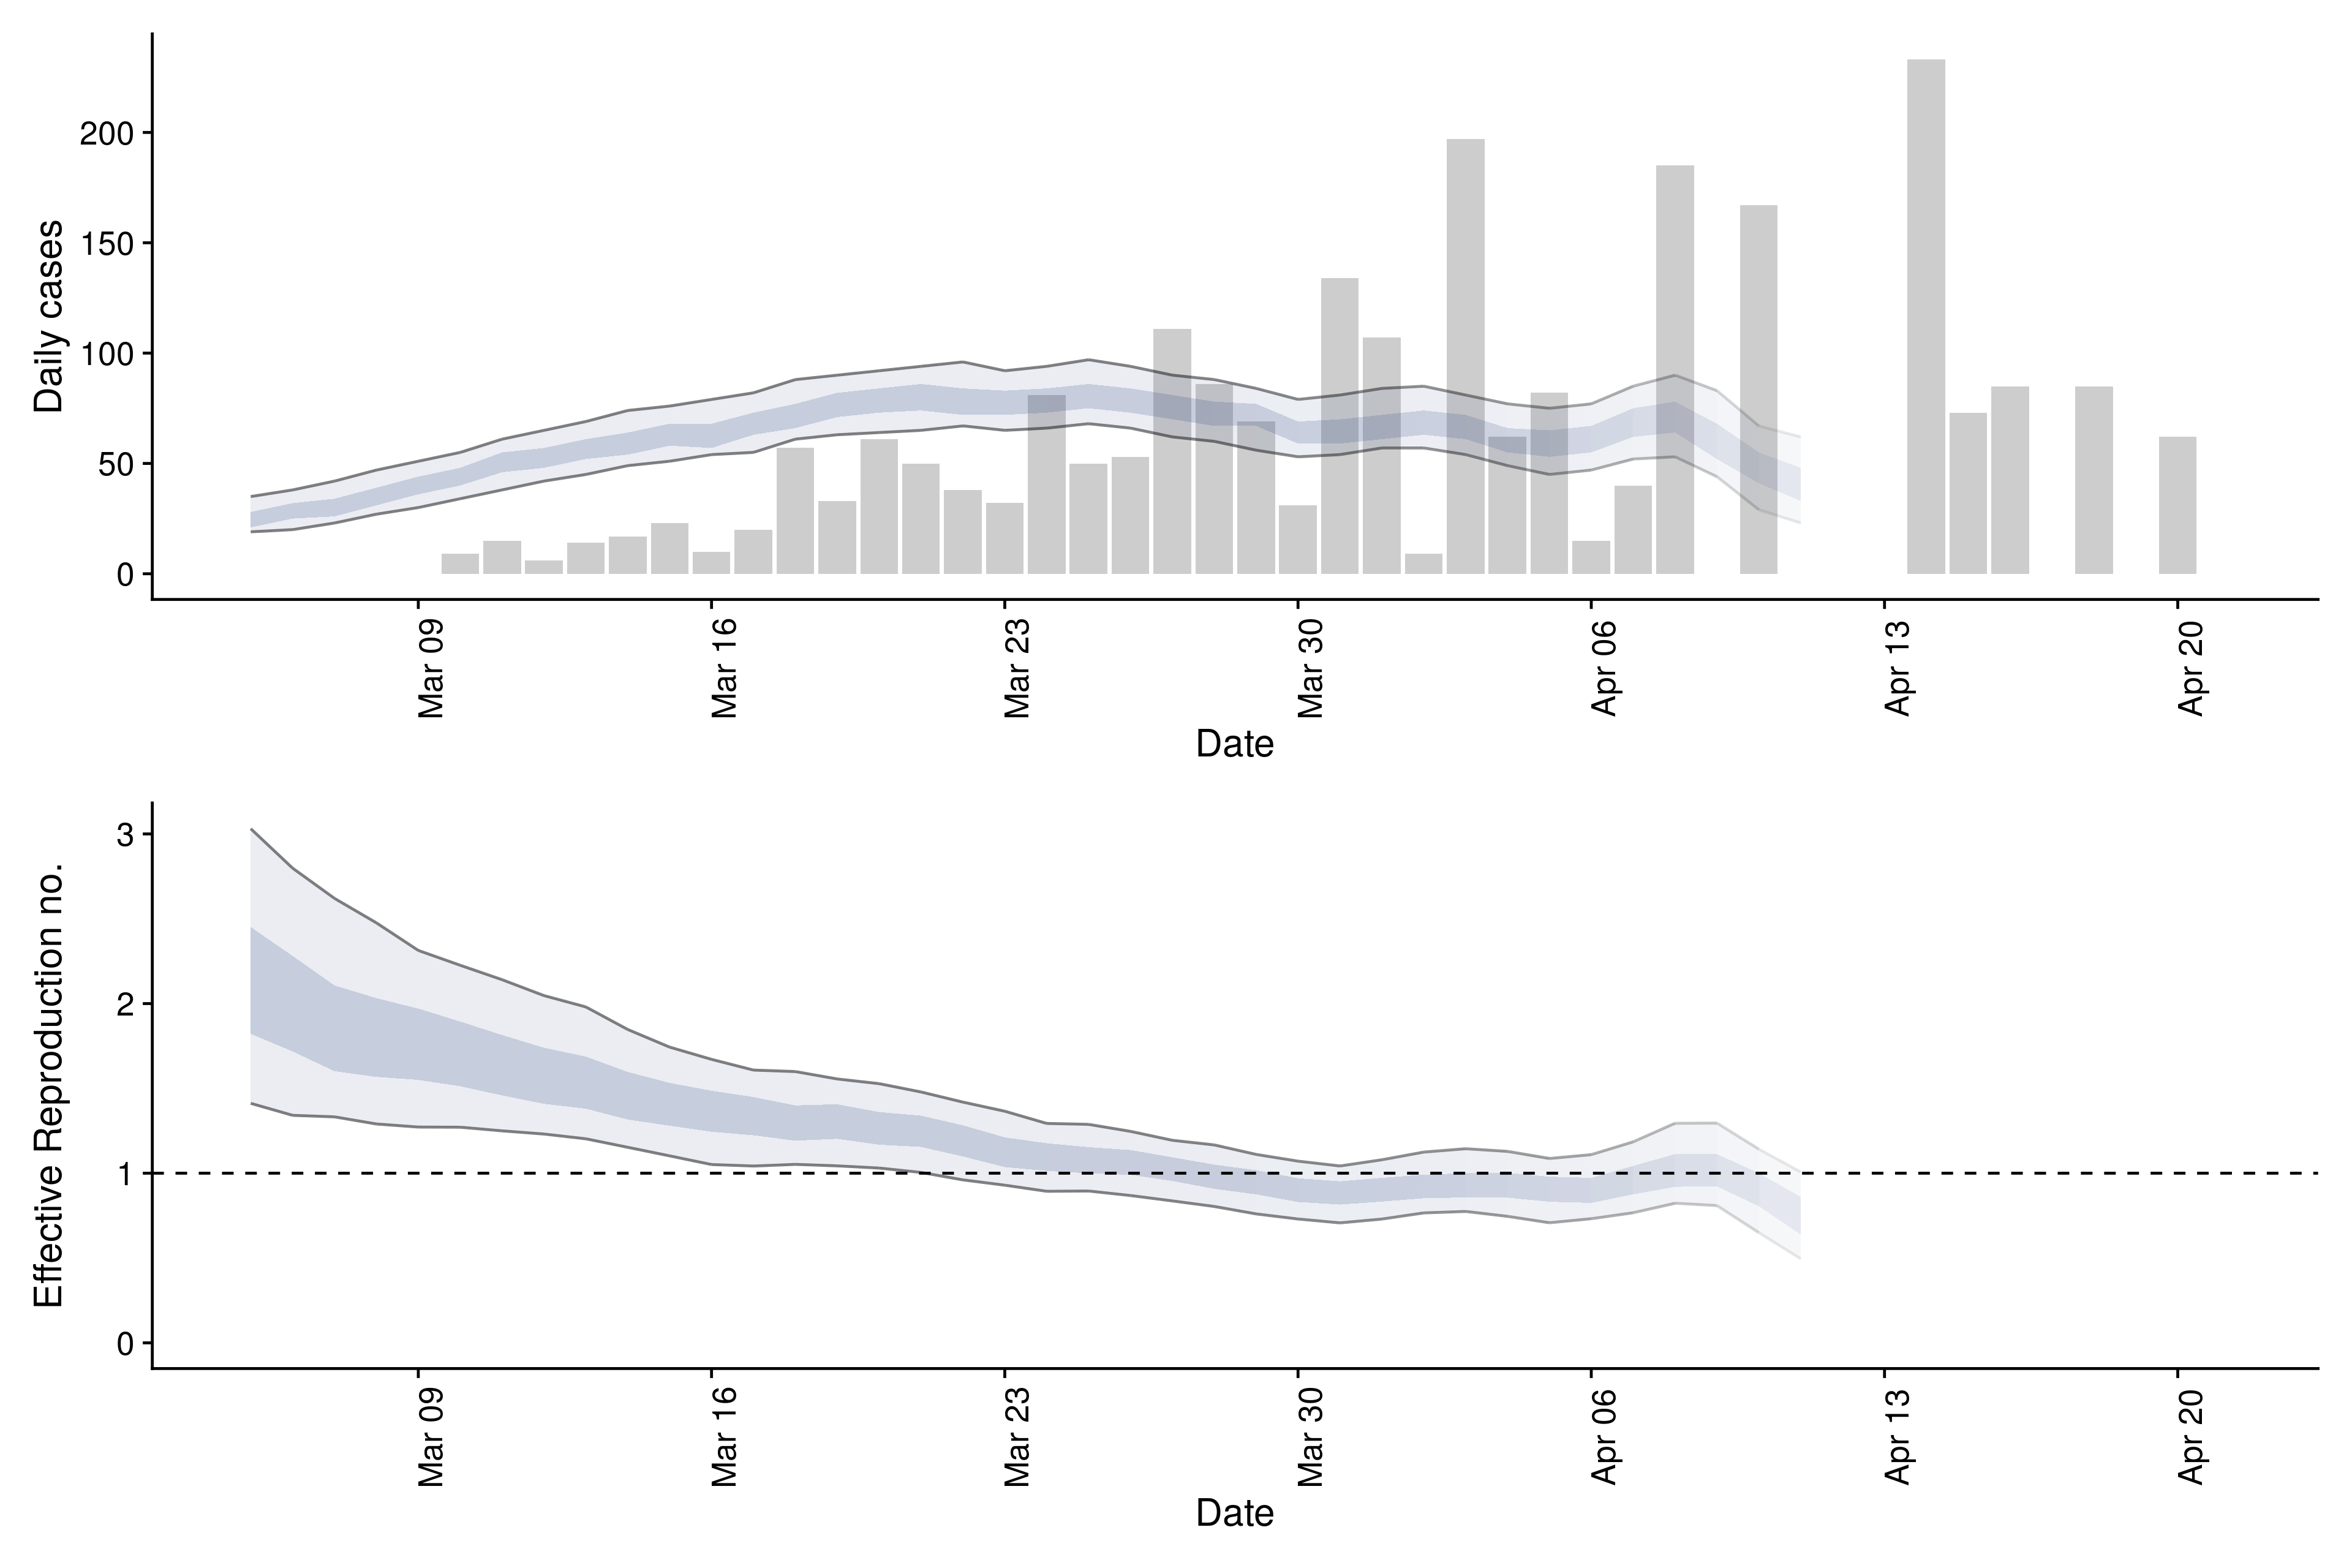 Daily cases
200
150
100
50
0
Mar 09
Mar 16
Mar 23
Mar 30
Apr 06
Apr 13
Apr 20
Date
Effective Reproduction no.
3
2
1
0
Mar 09
Mar 16
Mar 23
Mar 30
Apr 06
Apr 13
Apr 20
Date